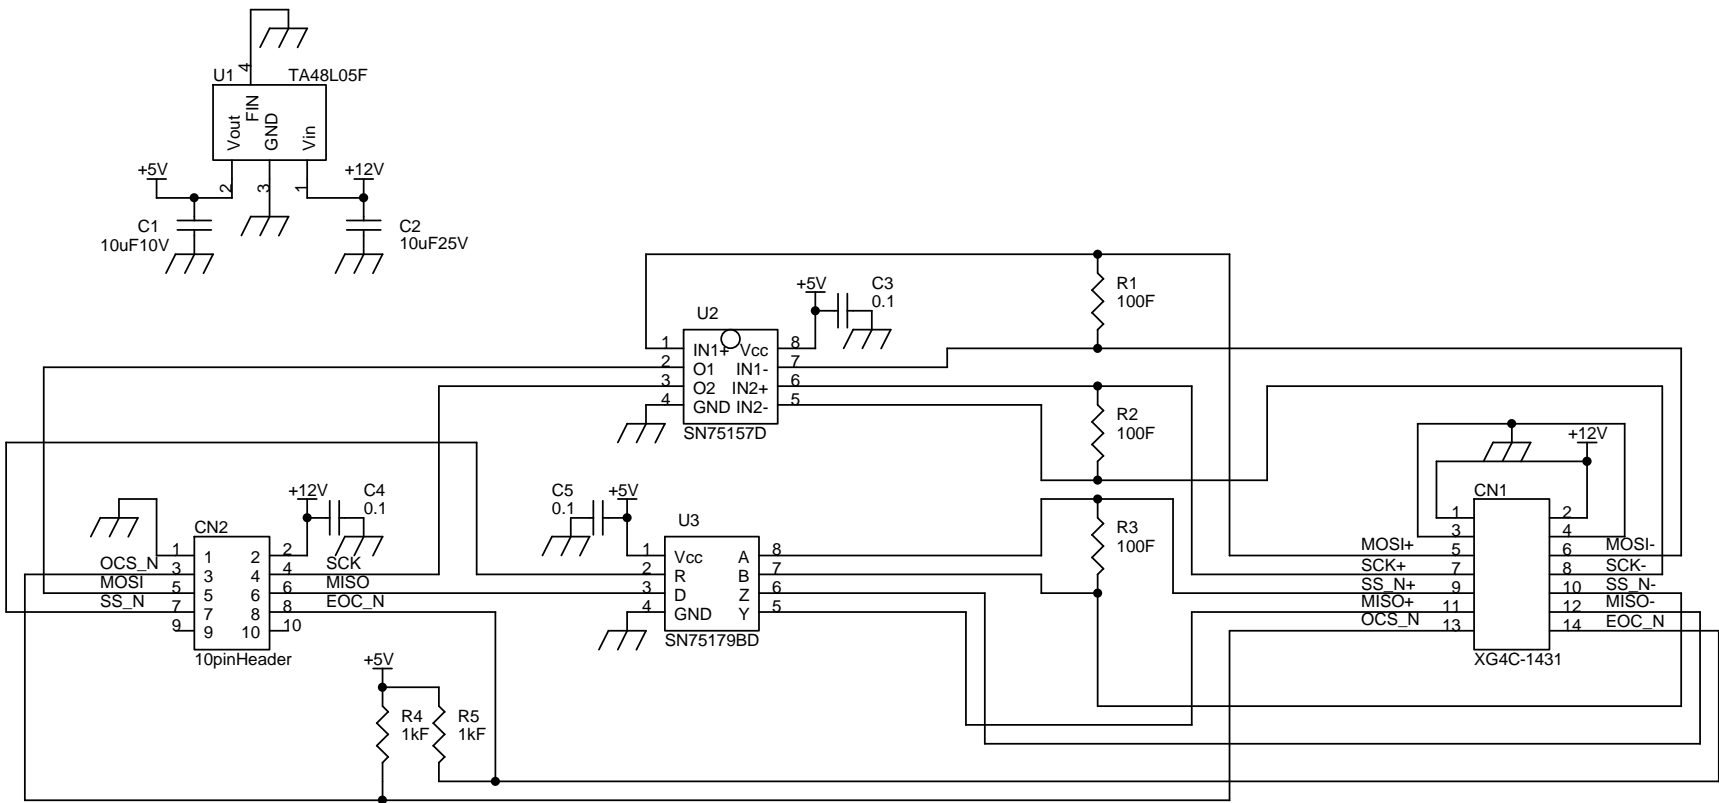 U1 TA48L05F
4
FIN
Vout
GND
Vin
2
3
1
+5V
+12V
C1
10uF10V
C2
10uF25V
R1
100F
+5V
C3
0.1
U2
1 IN1+ Vcc 8
2 O1 IN1- 7
3 O2 IN2+ 6
4 GND IN2- 5
SN75157D
R2
100F
+12V
CN1
1 2
3 4
MOSI+ 5 6 MOSI-
SCK+ 7 8 SCK-
SS_N+ 9 10 SS_N-
MISO+ 11 12 MISO-
OCS_N 13 14 EOC_N
XG4C-1431
+12V
C4
0.1
CN2
1 1 2 2
OCS_N 3 3 4 4 SCK
MOSI 5 5 6 6 MISO
SS_N 7 7 8 8 EOC_N
9 9 10 10
10pinHeader
C5
0.1
+5V
U3
1 Vcc A 8
2 R B 7
3 D Z 6
4 GND Y 5
SN75179BD
R3
100F
+5V
R4
1kF
R5
1kF